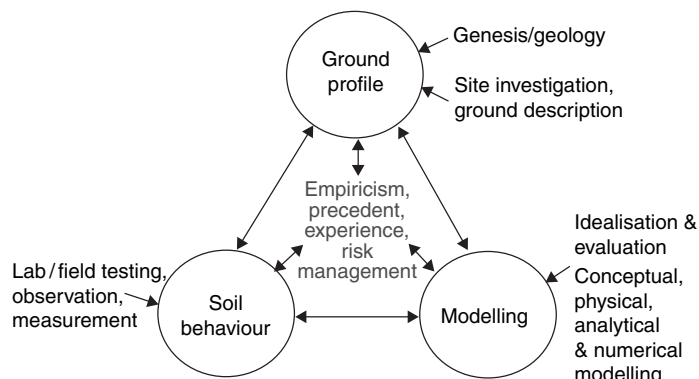 Ground
profile
Genesis/geology
Site investigation,
ground description
Empiricism,
precedent,
experience,
risk
management
Lab/field testing,
observation,
measurement
Soil
behaviour
Modelling
Idealisation &
evaluation
Conceptual,
physical,
analytical
& numerical
modelling